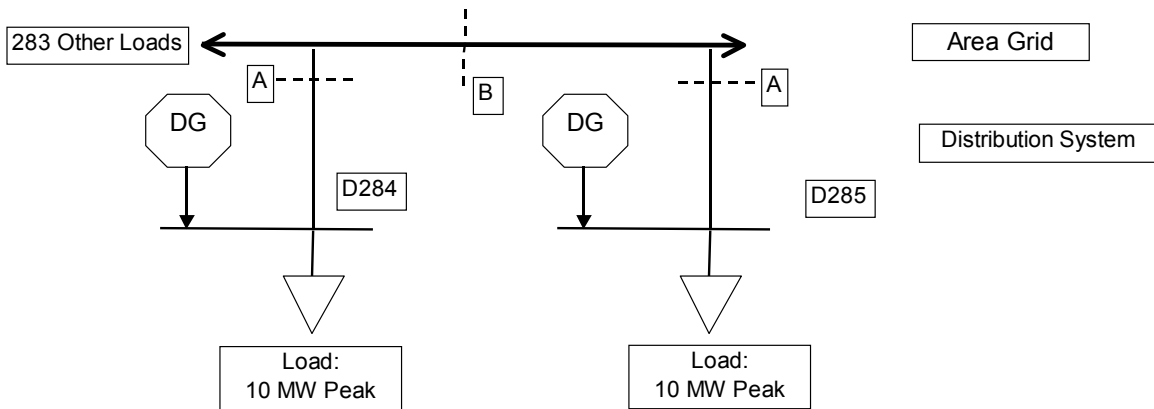 283 Other Loads
Area Grid
A
B
A
DG
DG
Distribution System
D284
D285
Load:
10 MW Peak
Load:
10 MW Peak